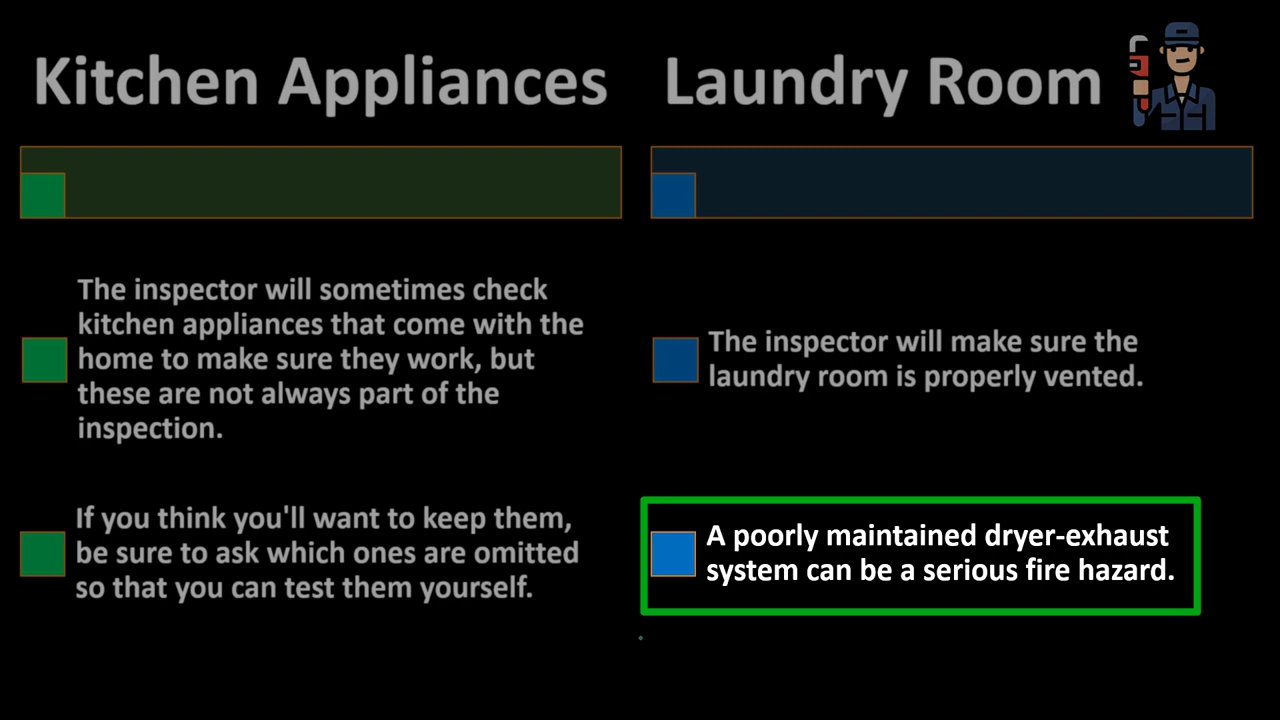 Kitchen Appliances
The inspector will sometimes check
kitchen appliances that come with the
home to make sure they work, but
these are not always part of the
inspection.
If you think you'll want to keep them,
be sure to ask which ones are omitted
so that you can test them yourself.
Laundry Room
The inspector will make sure the
laundry room is properly vented.
A poorly maintained dryer-exhaust
system can be a serious fire hazard.